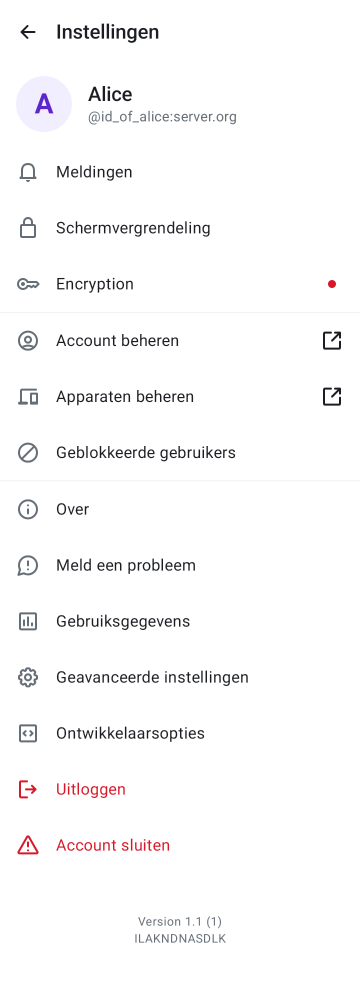 Instellingen
A
Alice
@id_of_alice:server.org
Meldingen
Schermvergrendeling
Encryption
Account beheren
Apparaten beheren
Geblokkeerde gebruikers
Over
Meld een probleem
Gebruiksgegevens
Geavanceerde instellingen
Ontwikkelaarsopties
Uitloggen
Account sluiten
Version 1.1 (1)
ILAKNDNASDLK